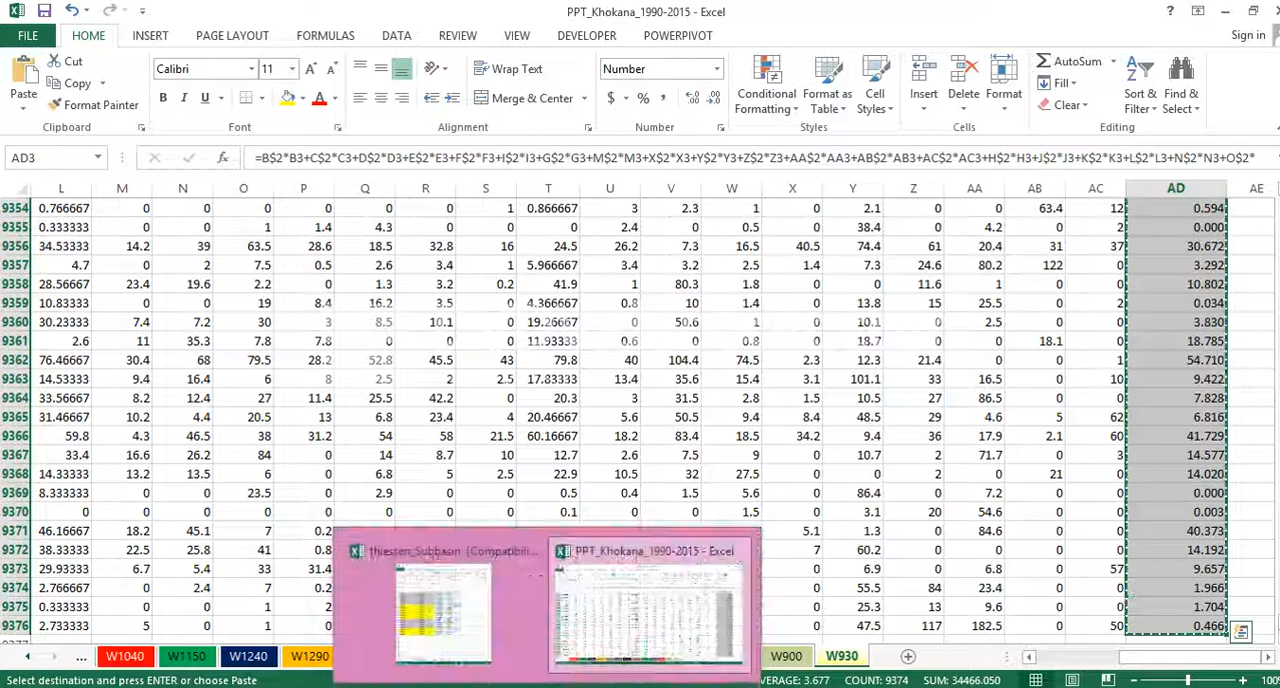 PPT_Khokana_1990-2015 - Excel
FILE HOME INSERT PAGE LAYOUT FORMULAS DATA REVIEW VIEW DEVELOPER POWERPIVOT Sign in
Cut
Copy
Format Painter
Paste
Calibri 11
B I U
Wrap Text
Merge & Center
Number
$ % ,
Conditional Formatting
Format as Table
Cell Styles
Insert Delete Format
AutoSum
Fill
Clear
Sort & Filter
Find & Select
Clipboard Font Alignment Number Styles Cells Editing
AD3 fx =B$2*B3+C$2*C3+D$2*D3+E$2*E3+F$2*F3+I$2*I3+G$2*G3+M$2*M3+X$2*X3+Y$2*Y3+Z$2*Z3+AA$2*AA3+AB$2*AB3+AC$2*AC3+H$2*H3+J$2*J3+K$2*K3+L$2*L3+N$2*N3+O$2*
L M N O P Q R S T U V W X Y Z AA AB AC AD AE
9354 0.766667 0 0 0 0 0 0 1 0.866667 3 2.3 1 0 2.1 0 0 63.4 12 0.594
9355 0.333333 0 0 1 1.4 4.3 0 0 0 2.4 0 0.5 0 38.4 0 4.2 0 2 0.000
9356 34.53333 14.2 39 63.5 28.6 18.5 32.8 16 24.5 26.2 7.3 16.5 40.5 74.4 61 20.4 31 37 30.672
9357 4.7 0 2 7.5 0.5 2.6 3.4 1 5.966667 3.4 3.2 2.5 1.4 7.3 24.6 80.2 122 0 3.292
9358 28.56667 23.4 19.6 2.2 0 1.3 3.2 0.2 41.9 1 80.3 1.8 0 0 11.6 1 0 0 10.802
9359 10.83333 0 0 19 8.4 16.2 3.5 0 4.366667 0.8 10 1.4 0 13.8 15 25.5 2 0 0.034
9360 30.23333 7.4 7.2 30 3 8.5 10.1 0 19.26667 0 50.6 1 0 10.1 0 2.5 0 0 3.830
9361 2.6 11 35.3 7.8 7.8 0 0 0 11.93333 0.6 0 0.8 0 18.7 0 0 18.1 0 18.785
9362 76.46667 30.4 68 79.5 28.2 52.8 45.5 43 79.8 40 104.4 74.5 2.3 12.3 21.4 0 0 1 54.710
9363 14.53333 9.4 16.4 6 8 2.5 2 2.5 17.83333 13.4 35.6 15.4 3.1 101.1 33 16.5 0 10 9.422
9364 33.56667 8.2 12.4 27 11.4 25.5 42.2 0 20.3 3 31.5 2.8 1.5 10.5 27 86.5 0 0 7.828
9365 31.46667 10.2 4.4 20.5 13 6.8 23.4 4 20.46667 5.6 50.5 9.4 8.4 48.5 29 4.6 5 62 6.816
9366 59.8 4.3 46.5 38 31.2 54 58 21.5 60.16667 18.2 83.4 18.5 34.2 9.4 36 17.9 2.1 60 41.729
9367 33.4 16.6 26.2 84 0 14 8.7 10 12.7 2.6 7.5 9 0 10.7 2 71.7 0 3 14.577
9368 14.33333 13.2 13.5 6 0 6.8 5 2.5 22.9 10.5 32 27.5 0 0 2 0 21 0 14.020
9369 8.333333 0 0 23.5 0 2.9 0 0 0.5 0.4 1.5 5.6 0 86.4 0 7.2 0 0 0.000
9370 0 0 0 0 0 0 0 0 0.1 0 0 1.5 0 3.1 20 54.6 0 0 0.003
9371 46.16667 18.2 45.1 7 0.2 5.1 1.3 0 84.6 0 0 40.373
9372 38.33333 22.5 25.8 41 0.8 7 60.2 0 0 0 0 14.192
9373 29.93333 6.7 5.4 33 31.4 0 6.9 0 6.8 0 57 9.657
9374 2.766667 0 2.4 7 0.2 0 55.5 84 23.4 0 0 1.966
9375 0.333333 0 0 1 2 0 25.3 13 9.6 0 0 1.704
9376 2.733333 5 0 1 0 0 47.5 117 182.5 0 50 0.466
9377
thiessen_Subbasin [Compatibili... PPT_Khokana_1990-2015 - Excel
... W1040 W1150 W1240 W1290 W900 W930
Select destination and press ENTER or choose Paste AVERAGE: 3.677 COUNT: 9374 SUM: 34466.050 100%